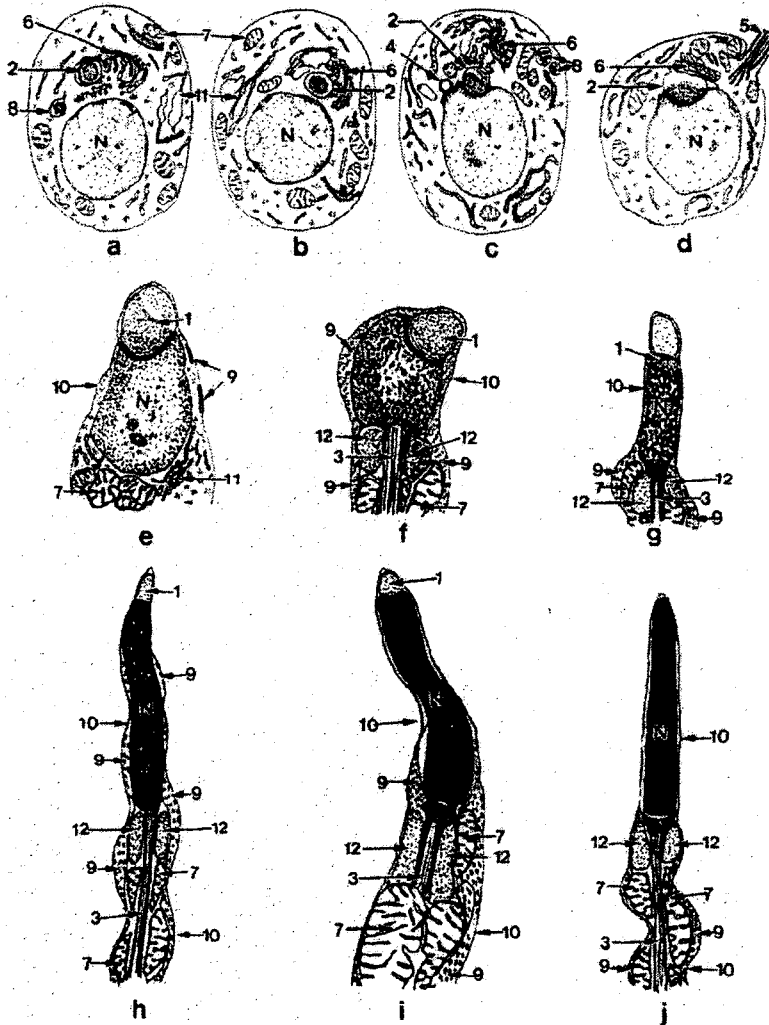 6 7 2 4 6 5
2 6 8 6
8 11 2 2
N N N N
a b c d
1 9 1 1
10 9 10 10
N N
12 12 9 12
3 9 3
7 11 9 7 12 9
e f g
1 1
9
10 10 N 10
9 9
9
12 12 12 7 12 12 12
9 7 3 7 7
3 10 7 10 3 9
7 9 9 10
h i j